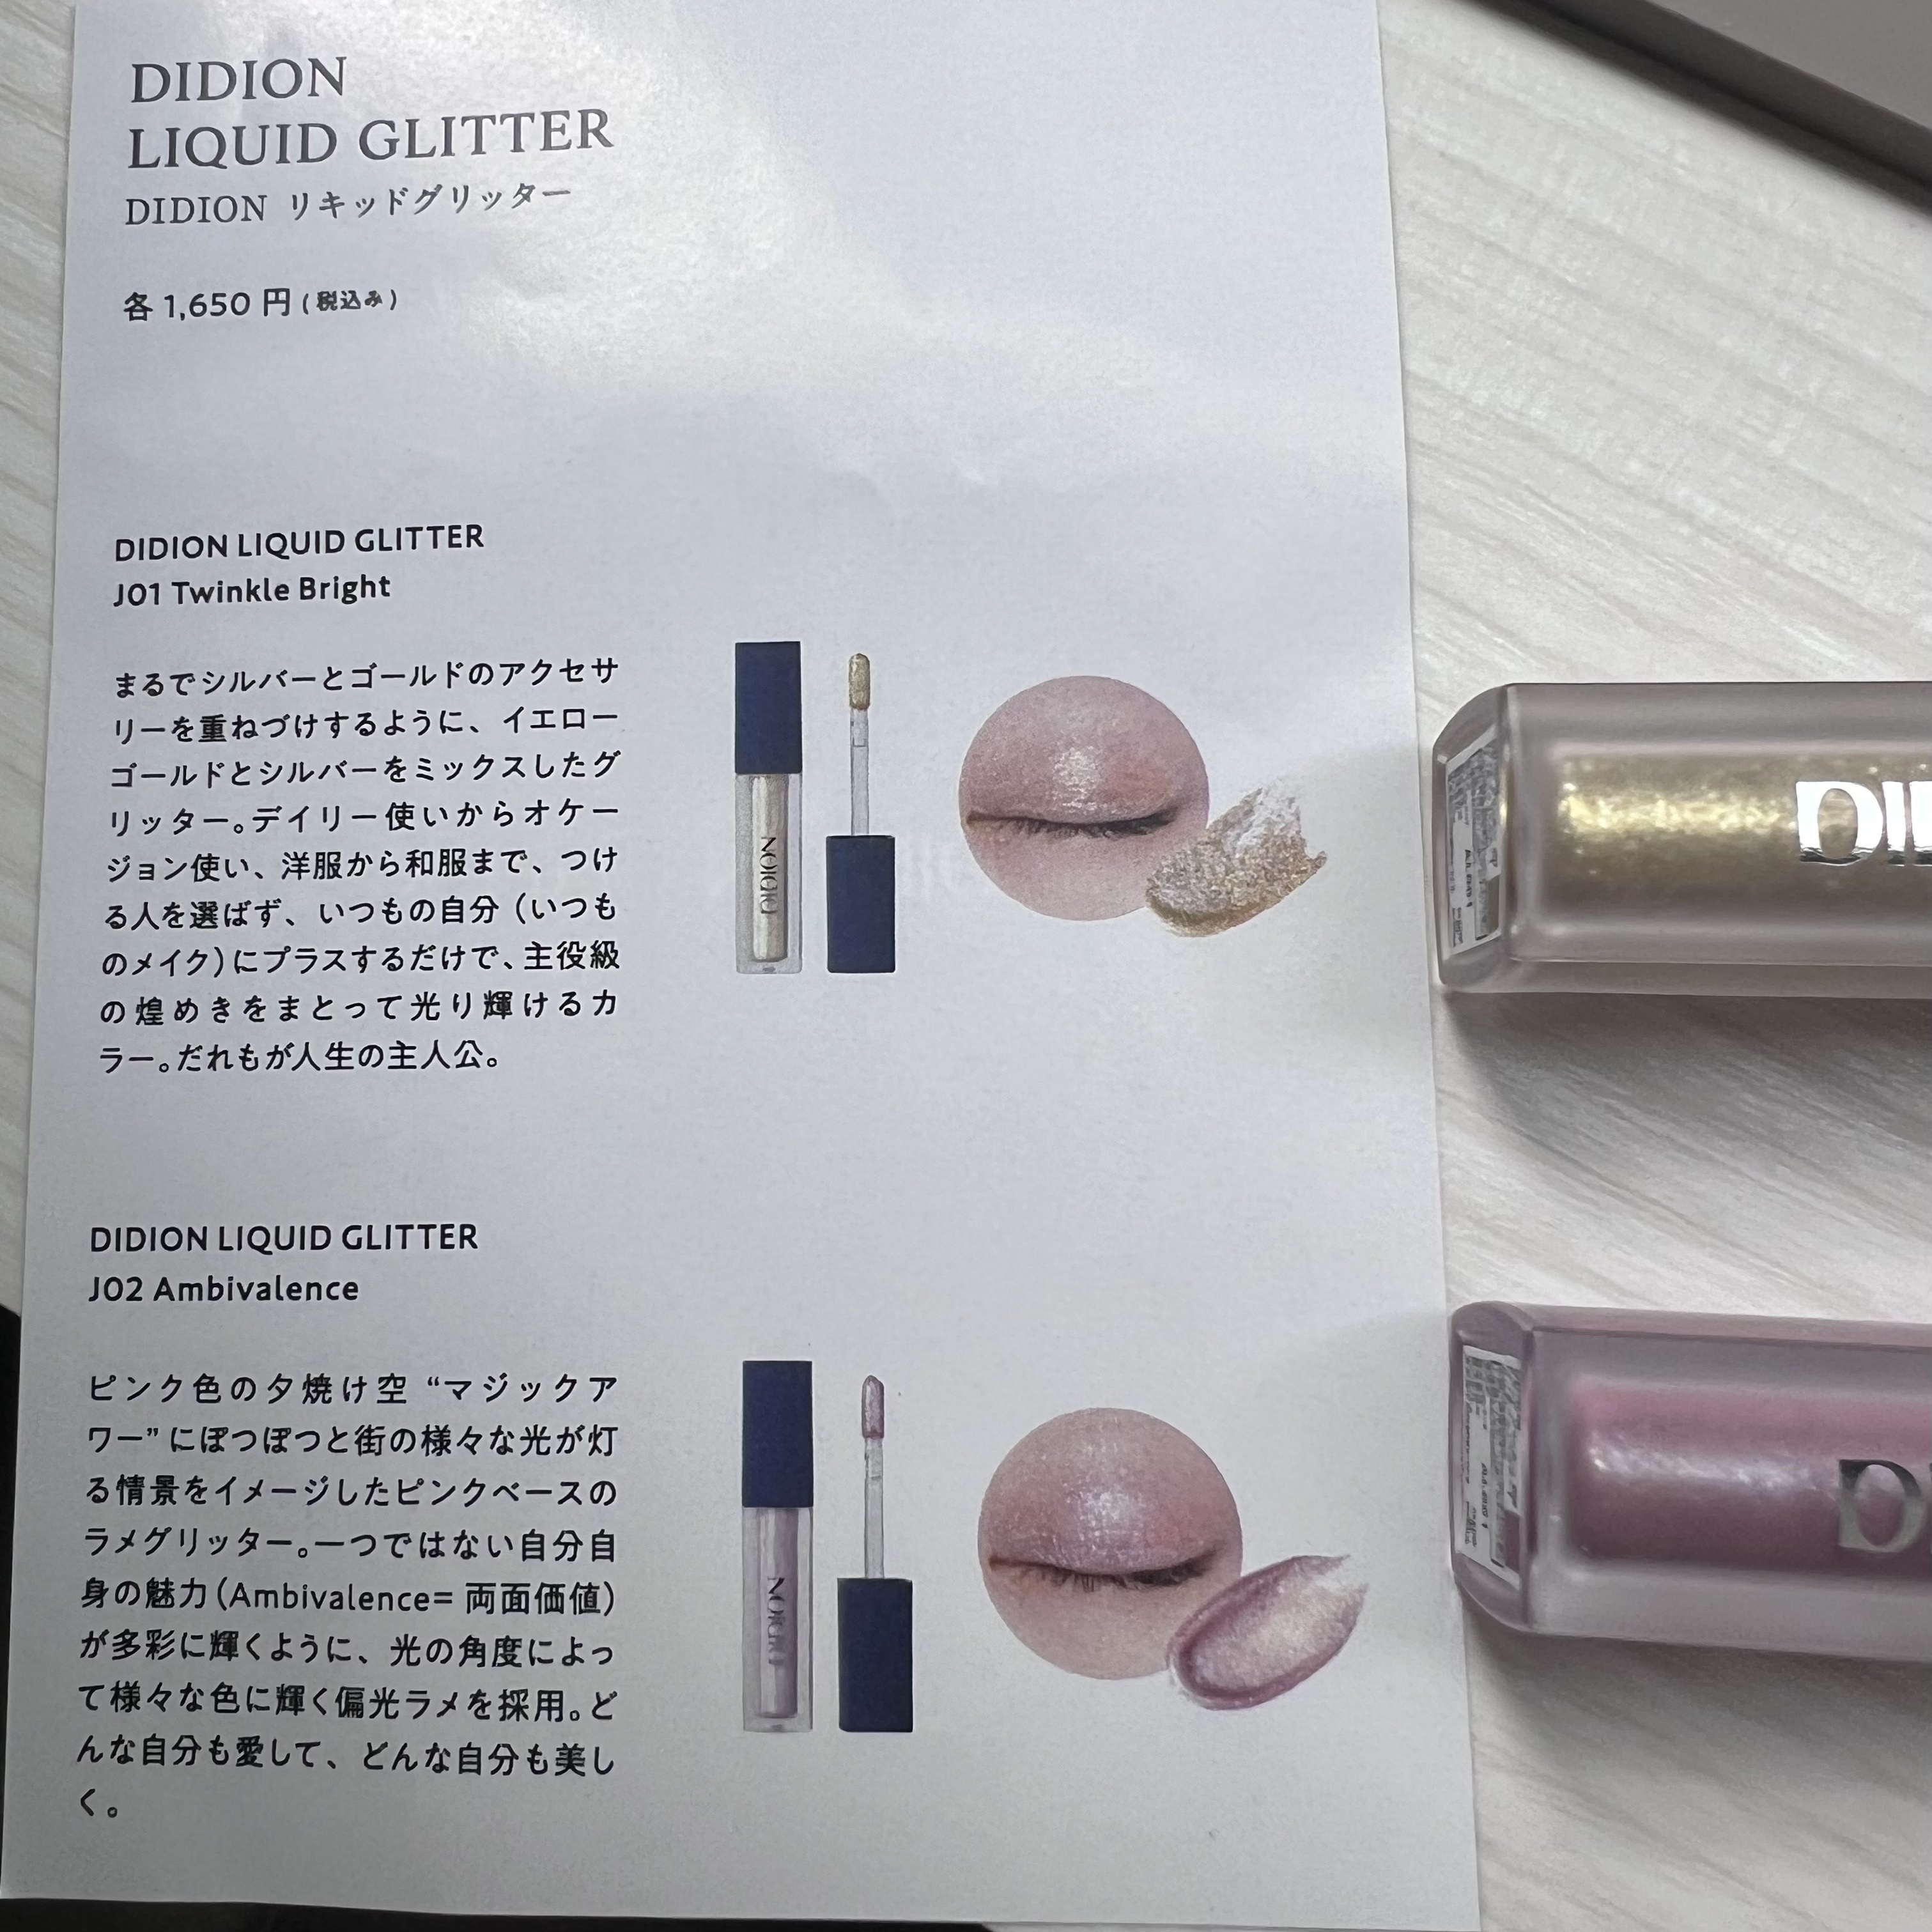 DIDION
LIQUID GLITTER
DIDION リキッドグリッター
各 1,650 円 (税込み)
DIDION LIQUID GLITTER
J01 Twinkle Bright
まるでシルバーとゴールドのアクセサ
リーを重ねづけするように、イエロー
ゴールドとシルバーをミックスしたグ
リッター。デイリー使いからオケー
ジョン使い、洋服から和服まで、つけ
る人を選ばず、いつもの自分（いつも
のメイク）にプラスするだけで、主役級
の煌めきをまとって光り輝けるカ
ラー。だれもが人生の主人公。
DIDION
DIDION LIQUID GLITTER
J02 Ambivalence
ピンク色の夕焼け空 “マジックア
ワー” にぽつぽつと街の様々な光が灯
る情景をイメージしたピンクベースの
ラメグリッター。一つではない自分自
身の魅力（Ambivalence= 両面価値）
が多彩に輝くように、光の角度によっ
て様々な色に輝く偏光ラメを採用。ど
んな自分も愛して、どんな自分も美し
く。
DIDION